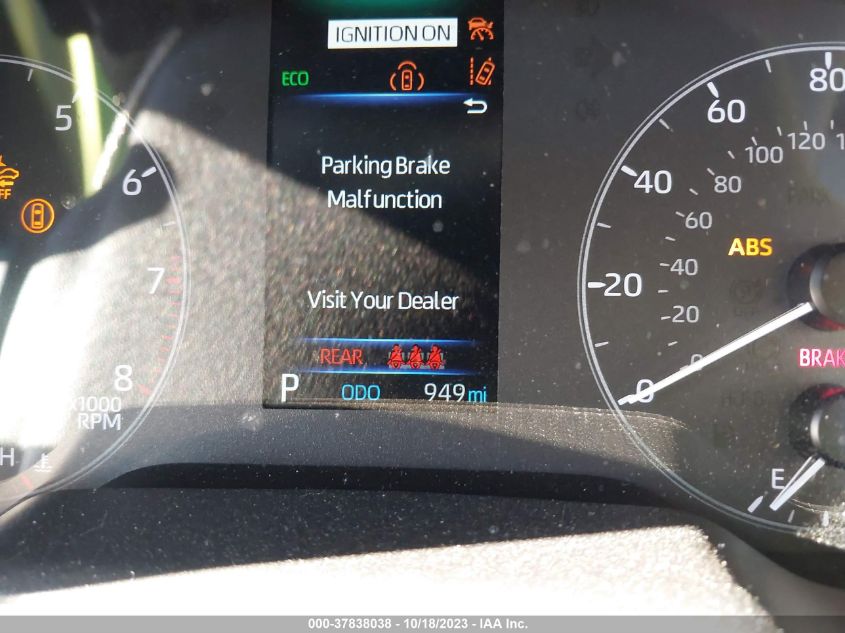 IGNITION ON
ECO
Parking Brake
Malfunction
Visit Your Dealer
REAR
P ODO 949 mi
5
6
7
8
x1000
RPM
H
OFF
0
20
40
60
80
0
20
40
60
80
100
120
ABS
BRAK
E
000-37838038 - 10/18/2023 - IAA Inc.